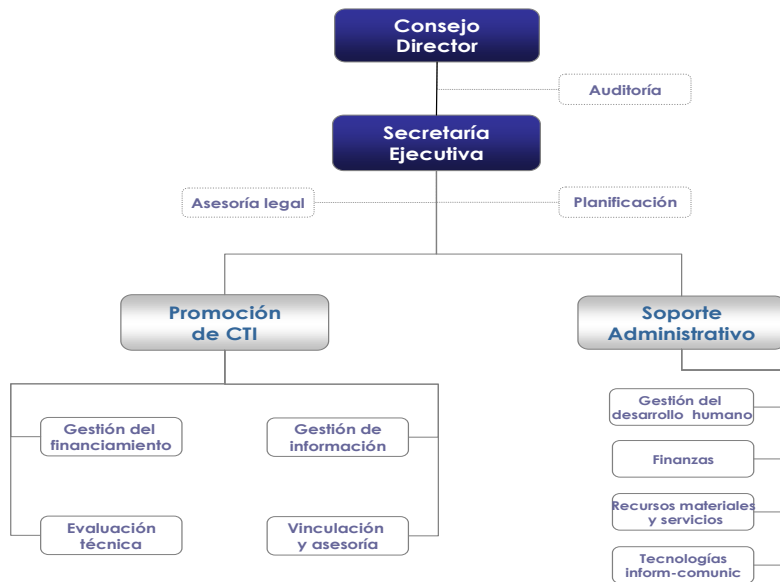 Consejo
Director
Auditoría
Secretaría
Ejecutiva
Asesoría legal
Planificación
Promoción
de CTI
Soporte
Administrativo
Gestión del
financiamiento
Gestión de
información
Evaluación
técnica
Vinculación
y asesoría
Gestión del
desarrollo humano
Finanzas
Recursos materiales
y servicios
Tecnologías
inform-comunic